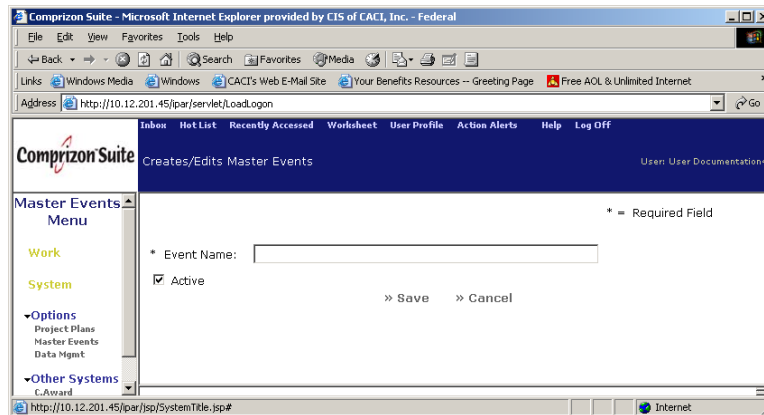 Comprizon Suite - Microsoft Internet Explorer provided by CIS of CACI, Inc. - Federal
File Edit View Favorites Tools Help
Back Search Favorites Media
Links Windows Media Windows CACI's Web E-Mail Site Your Benefits Resources -- Greeting Page Free AOL & Unlimited Internet
Address http://10.12.201.45/ipar/servlet/LoadLogon Go
Inbox Hot List Recently Accessed Worksheet User Profile Action Alerts Help Log Off
Comprizon Suite
Creates/Edits Master Events
User: User Documentation
Master Events
Menu
* = Required Field
Work
* Event Name:
Active
System
» Save » Cancel
Options
Project Plans
Master Events
Data Mgmt
Other Systems
C.Award
http://10.12.201.45/ipar/jsp/SystemTitle.jsp# Internet